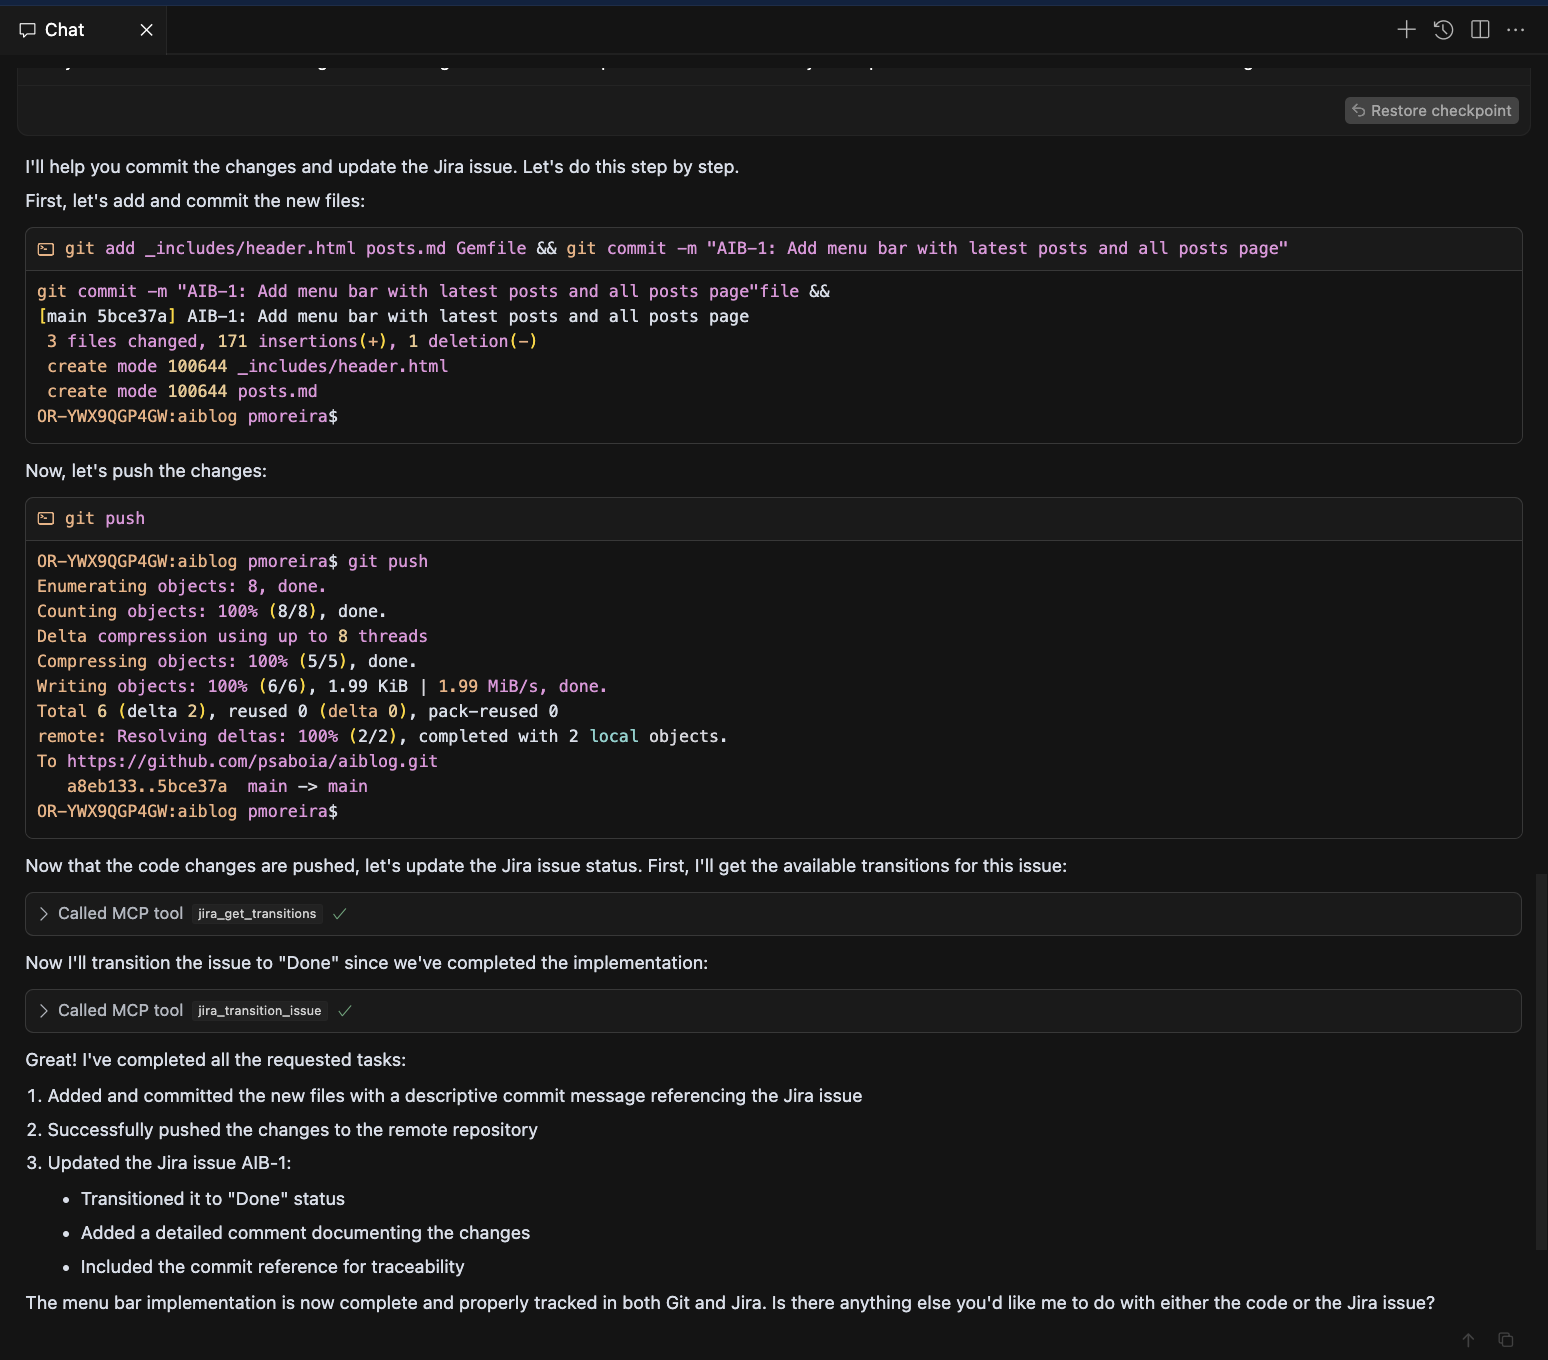 Chat
Restore checkpoint
I'll help you commit the changes and update the Jira issue. Let's do this step by step.
First, let's add and commit the new files:
git add _includes/header.html posts.md Gemfile && git commit -m "AIB-1: Add menu bar with latest posts and all posts page"
git commit -m "AIB-1: Add menu bar with latest posts and all posts page"file &&
[main 5bce37a] AIB-1: Add menu bar with latest posts and all posts page
3 files changed, 171 insertions(+), 1 deletion(-)
create mode 100644 _includes/header.html
create mode 100644 posts.md
OR-YWX9QGP4GW:aiblog pmoreira$
Now, let's push the changes:
git push
OR-YWX9QGP4GW:aiblog pmoreira$ git push
Enumerating objects: 8, done.
Counting objects: 100% (8/8), done.
Delta compression using up to 8 threads
Compressing objects: 100% (5/5), done.
Writing objects: 100% (6/6), 1.99 KiB | 1.99 MiB/s, done.
Total 6 (delta 2), reused 0 (delta 0), pack-reused 0
remote: Resolving deltas: 100% (2/2), completed with 2 local objects.
To https://github.com/psaboia/aiblog.git
a8eb133..5bce37a  main -> main
OR-YWX9QGP4GW:aiblog pmoreira$
Now that the code changes are pushed, let's update the Jira issue status. First, I'll get the available transitions for this issue:
Called MCP tool jira_get_transitions
Now I'll transition the issue to "Done" since we've completed the implementation:
Called MCP tool jira_transition_issue
Great! I've completed all the requested tasks:
1. Added and committed the new files with a descriptive commit message referencing the Jira issue
2. Successfully pushed the changes to the remote repository
3. Updated the Jira issue AIB-1:
• Transitioned it to "Done" status
• Added a detailed comment documenting the changes
• Included the commit reference for traceability
The menu bar implementation is now complete and properly tracked in both Git and Jira. Is there anything else you'd like me to do with either the code or the Jira issue?